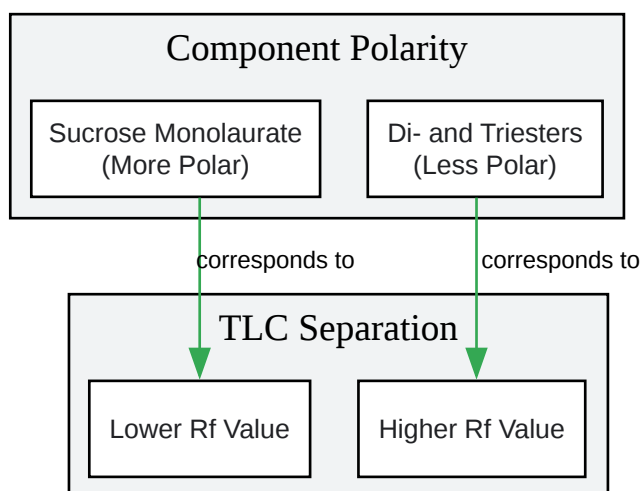 Component Polarity
Sucrose Monolaurate
(More Polar)
Di- and Triesters
(Less Polar)
corresponds to
corresponds to
TLC Separation
Lower Rf Value
Higher Rf Value